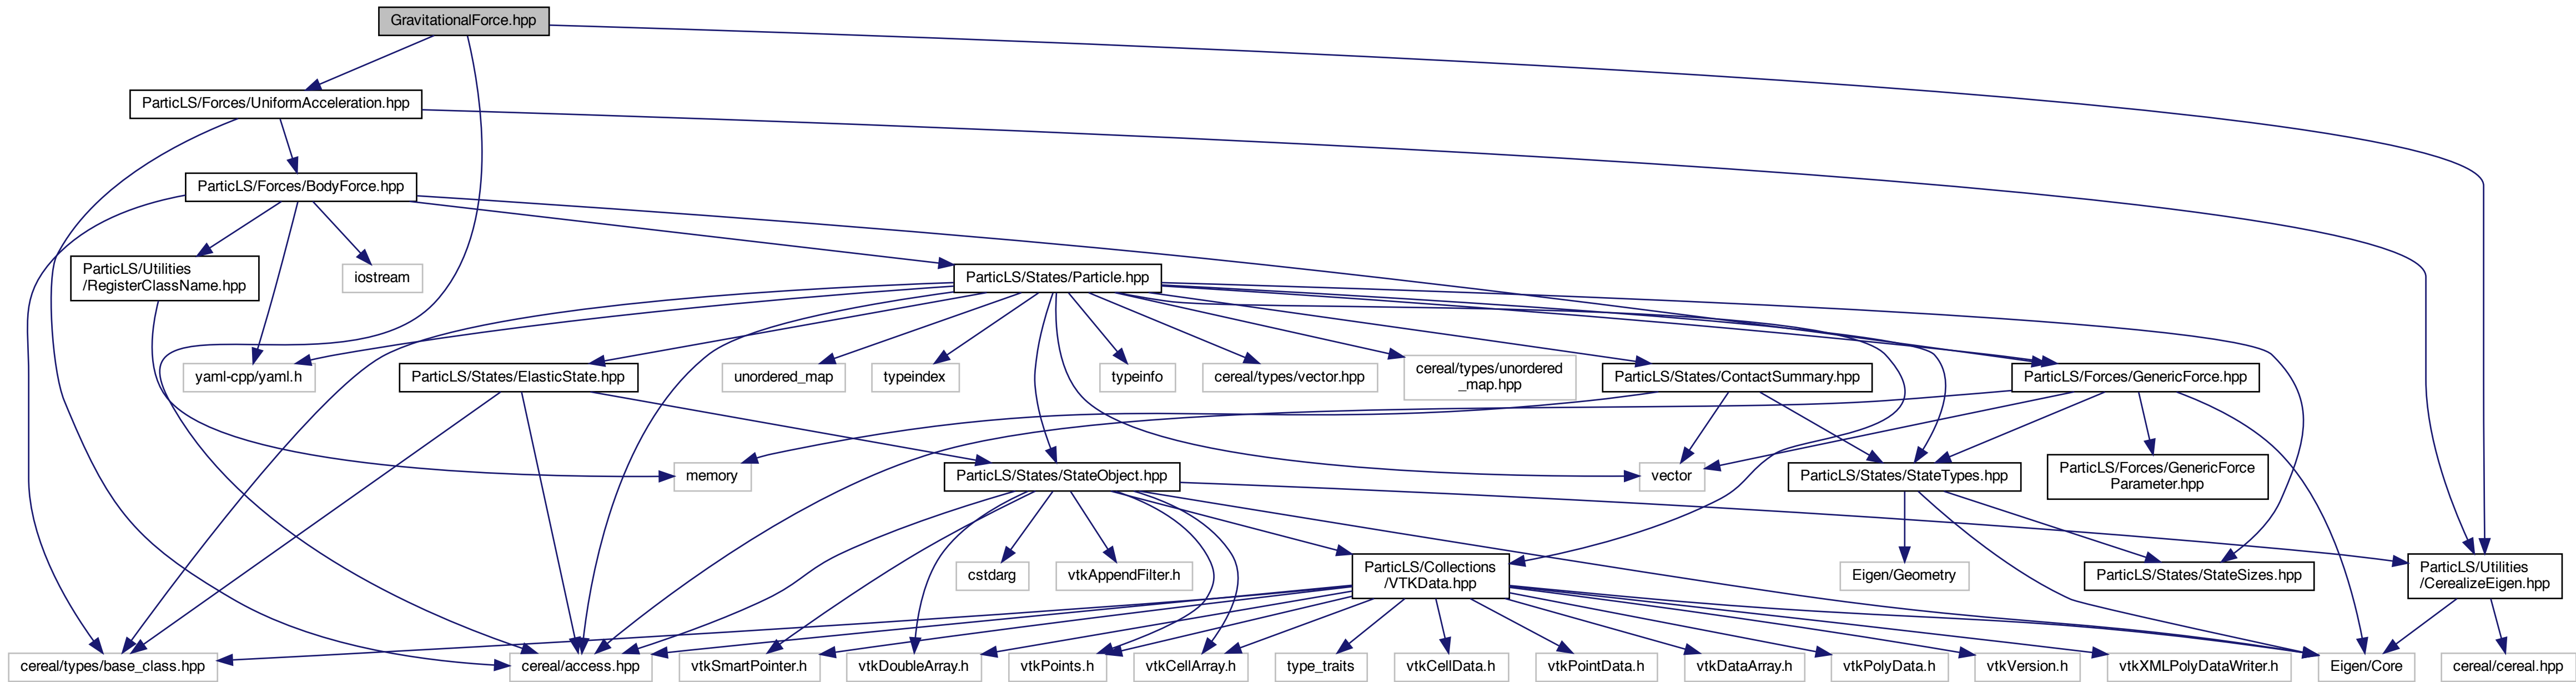 GravitationalForce.hpp
ParticLS/Forces/UniformAcceleration.hpp
ParticLS/Forces/BodyForce.hpp
ParticLS/Utilities
/RegisterClassName.hpp
iostream
ParticLS/States/Particle.hpp
yaml-cpp/yaml.h
ParticLS/States/ElasticState.hpp
unordered_map
typeindex
typeinfo
cereal/types/vector.hpp
cereal/types/unordered
_map.hpp
ParticLS/States/ContactSummary.hpp
ParticLS/Forces/GenericForce.hpp
memory
ParticLS/States/StateObject.hpp
vector
ParticLS/States/StateTypes.hpp
ParticLS/Forces/GenericForce
Parameter.hpp
cstdarg
vtkAppendFilter.h
ParticLS/Collections
/VTKData.hpp
Eigen/Geometry
ParticLS/States/StateSizes.hpp
ParticLS/Utilities
/CerealizeEigen.hpp
cereal/types/base_class.hpp
cereal/access.hpp
vtkSmartPointer.h
vtkDoubleArray.h
vtkPoints.h
vtkCellArray.h
type_traits
vtkCellData.h
vtkPointData.h
vtkDataArray.h
vtkPolyData.h
vtkVersion.h
vtkXMLPolyDataWriter.h
Eigen/Core
cereal/cereal.hpp